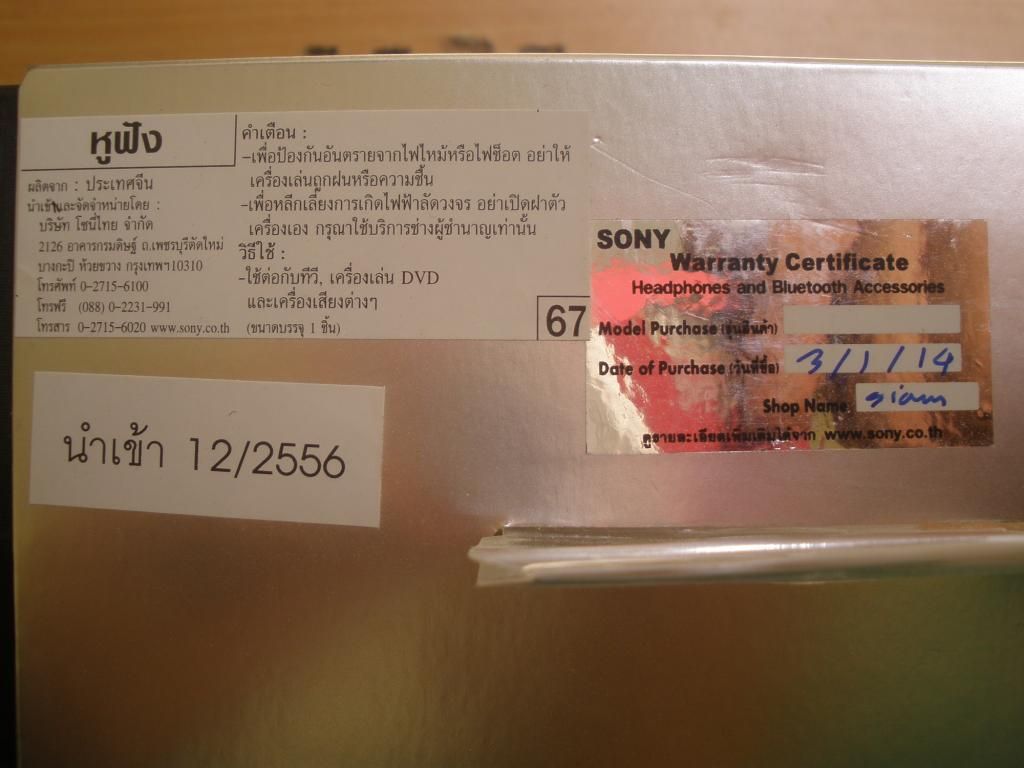 หูฟัง
ผลิตจาก : ประเทศจีน
นำเข้าและจัดจำหน่ายโดย :
บริษัท โซนี่ไทย จำกัด
2126 อาคารกรมดิษฐ์ ถ.เพชรบุรีตัดใหม่
บางกะปิ ห้วยขวาง กรุงเทพฯ10310
โทรศัพท์ 0-2715-6100
โทรฟรี (088) 0-2231-991
โทรสาร 0-2715-6020 www.sony.co.th
คำเตือน :
-เพื่อป้องกันอันตรายจากไฟไหม้หรือไฟช็อต อย่าให้
เครื่องเล่นถูกฝนหรือความชื้น
-เพื่อหลีกเลี่ยงการเกิดไฟฟ้าลัดวงจร อย่าเปิดฝาตัว
เครื่องเอง กรุณาใช้บริการช่างผู้ชำนาญเท่านั้น
วิธีใช้ :
-ใช้ต่อกับทีวี, เครื่องเล่น DVD
และเครื่องเสียงต่างๆ
(ขนาดบรรจุ 1 ชิ้น)
67
SONY
Warranty Certificate
Headphones and Bluetooth Accessories
Model Purchase (รุ่นสินค้า)
Date of Purchase (วันที่ซื้อ) 3/1/14
Shop Name siam
ดูรายละเอียดเพิ่มเติมได้จาก www.sony.co.th
นำเข้า 12/2556